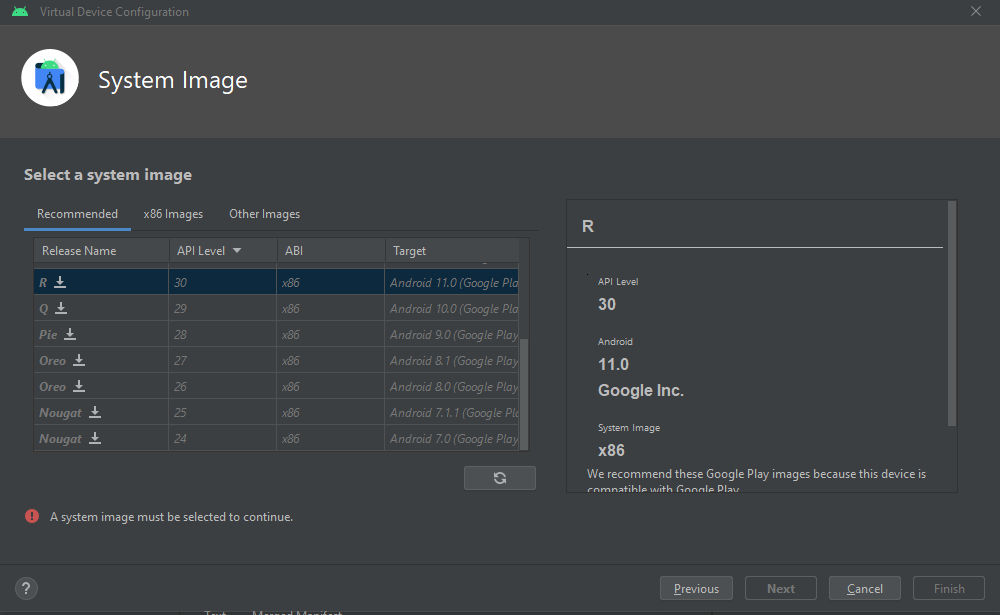 Virtual Device Configuration
System Image
Select a system image
Recommended x86 Images Other Images
Release Name API Level ABI Target
R 30 x86 Android 11.0 (Google Pla
Q 29 x86 Android 10.0 (Google Pla
Pie 28 x86 Android 9.0 (Google Play
Oreo 27 x86 Android 8.1 (Google Play
Oreo 26 x86 Android 8.0 (Google Play
Nougat 25 x86 Android 7.1.1 (Google Pl
Nougat 24 x86 Android 7.0 (Google Play
R
API Level
30
Android
11.0
Google Inc.
System Image
x86
We recommend these Google Play images because this device is
compatible with Google Play
A system image must be selected to continue.
? Previous Next Cancel Finish
Text Merged Manifest